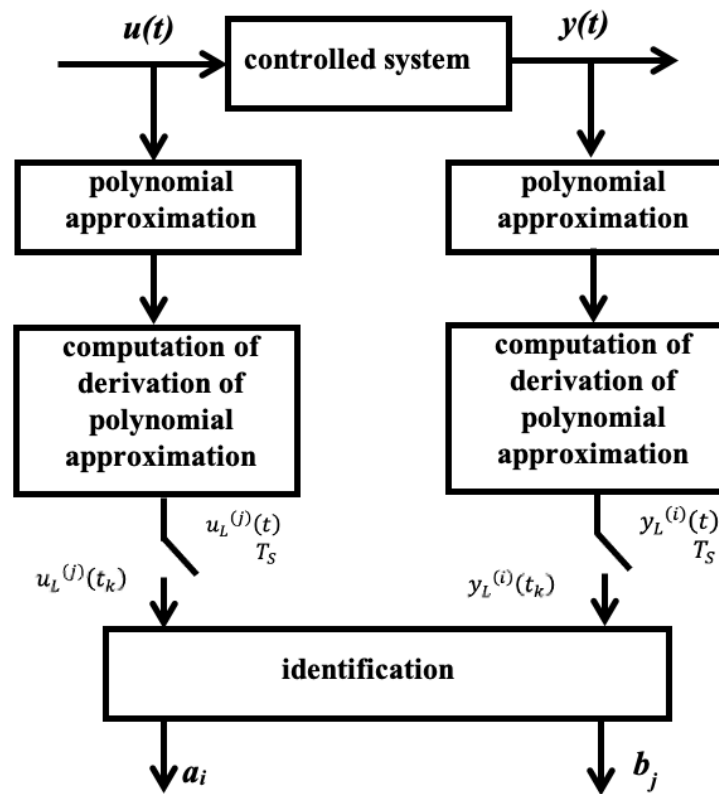 u(t)
controlled system
y(t)
polynomial
approximation
polynomial
approximation
computation of
derivation of
polynomial
approximation
computation of
derivation of
polynomial
approximation
u_L^(j)(t)
T_S
u_L^(j)(t_k)
y_L^(i)(t)
T_S
y_L^(i)(t_k)
identification
a_i
b_j